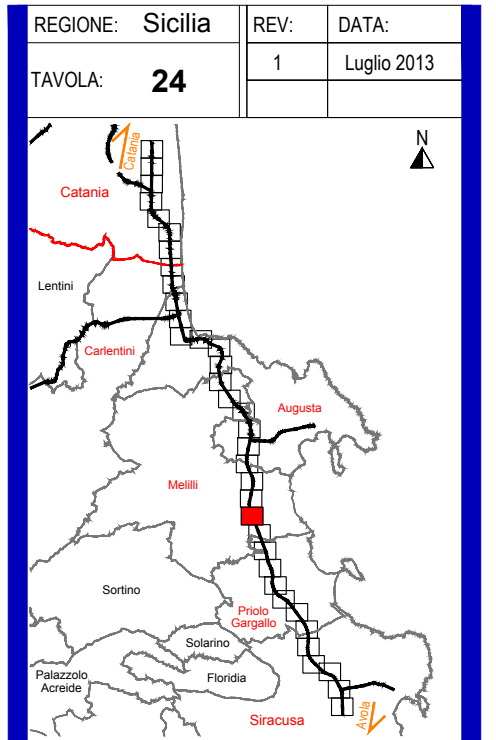 REGIONE: Sicilia
REV:
DATA:
TAVOLA: 24
1
Luglio 2013
N
Catania
Catania
Lentini
Carlentini
Augusta
Melilli
Sortino
Priolo
Gargallo
Solarino
Palazzolo
Acreide
Floridia
Siracusa
Avola